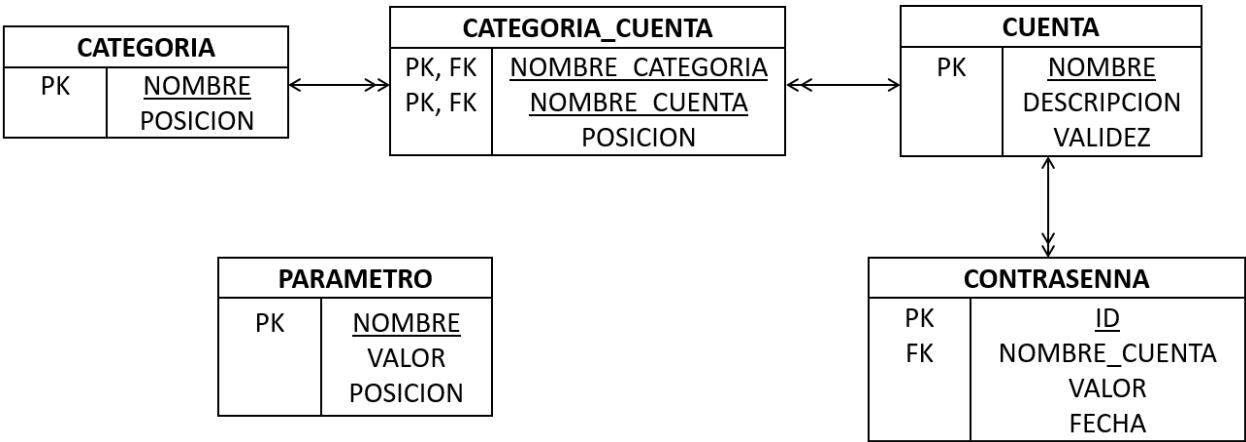 CATEGORIA
PK NOMBRE
POSICION
CATEGORIA_CUENTA
PK, FK NOMBRE_CATEGORIA
PK, FK NOMBRE_CUENTA
POSICION
CUENTA
PK NOMBRE
DESCRIPCION
VALIDEZ
PARAMETRO
PK NOMBRE
VALOR
POSICION
CONTRASENNA
PK ID
FK NOMBRE_CUENTA
VALOR
FECHA